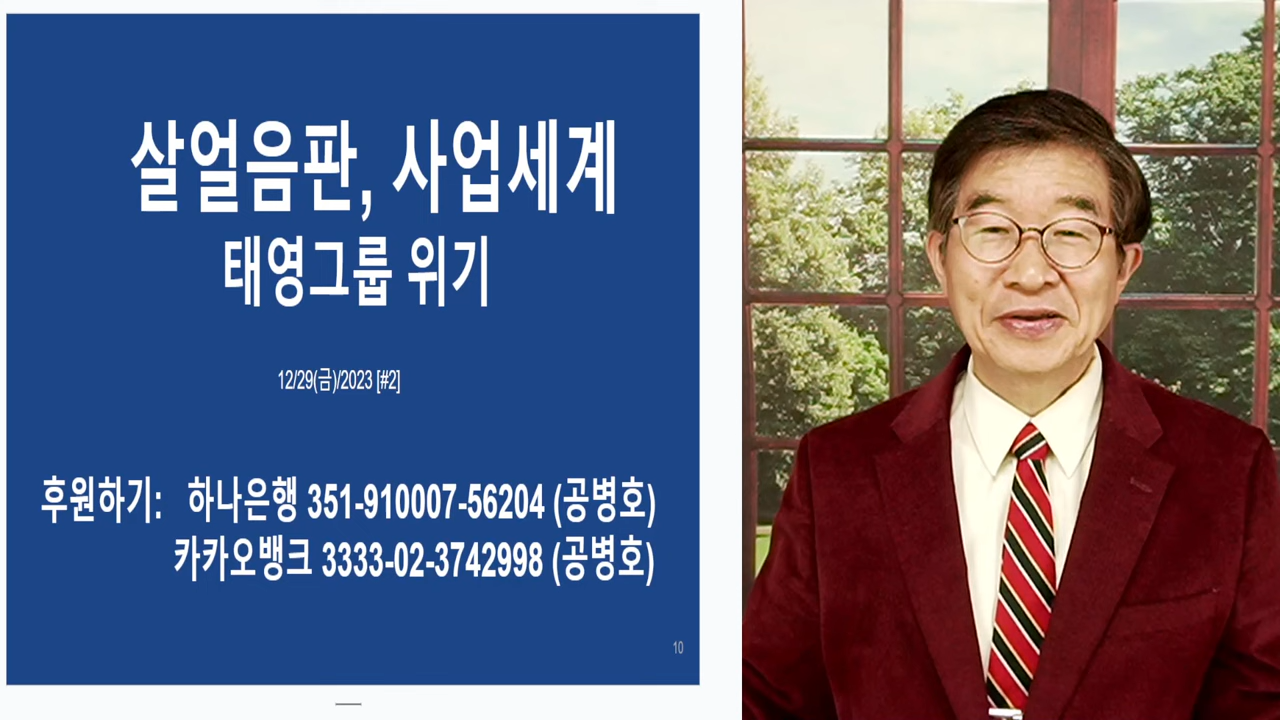 살얼음판, 사업세계
태영그룹 위기
12/29(금)/2023 [#2]
후원하기: 하나은행 351-910007-56204 (공병호)
카카오뱅크 3333-02-3742998 (공병호)
10